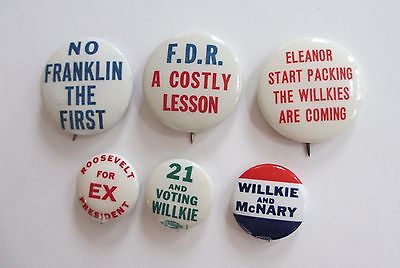 NO
FRANKLIN
THE
FIRST
F.D.R.
A COSTLY
LESSON
ELEANOR
START PACKING
THE WILLKIES
ARE COMING
ROOSEVELT
FOR
EX
PRESIDENT
21
AND
VOTING
WILLKIE
WILLKIE
AND
McNARY